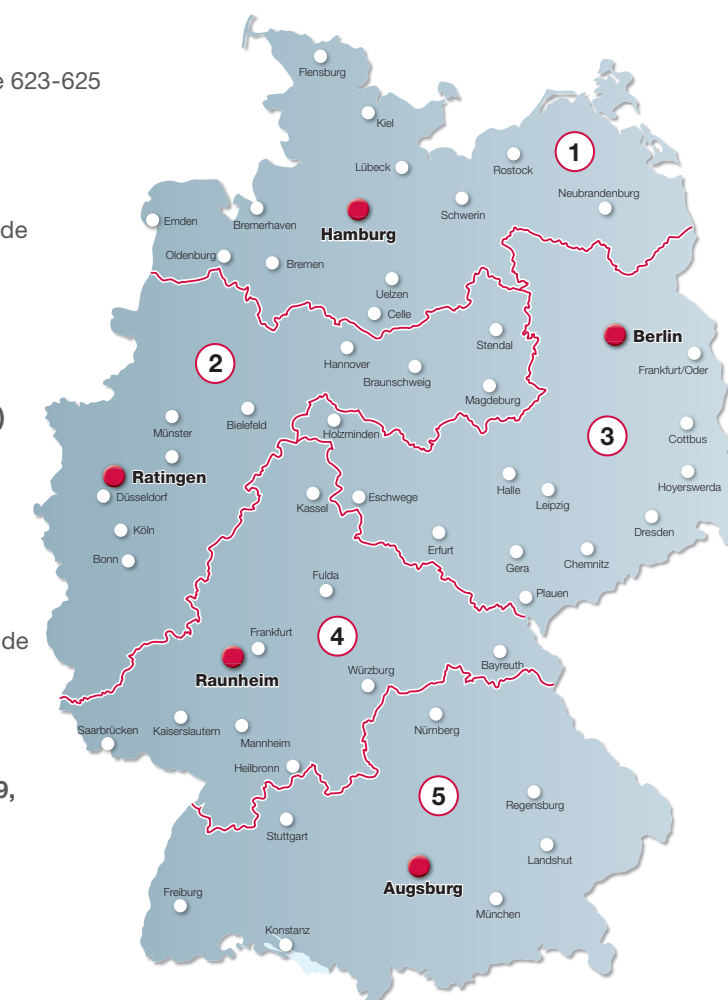 e 623-625
de
)
de
9,
Flensburg
Kiel
Lübeck
Rostock
1
Neubrandenburg
Schwerin
Emden
Bremerhaven
Hamburg
Oldenburg
Bremen
Uelzen
Celle
2
Hannover
Stendal
Berlin
Braunschweig
Frankfurt/Oder
Magdeburg
Münster
Bielefeld
Holzminden
3
Cottbus
Ratingen
Düsseldorf
Kassel
Eschwege
Halle
Leipzig
Hoyerswerda
Köln
Bonn
Erfurt
Gera
Chemnitz
Dresden
Fulda
Plauen
Frankfurt
4
Raunheim
Würzburg
Bayreuth
Saarbrücken
Kaiserslautern
Mannheim
Nürnberg
Heilbronn
5
Regensburg
Stuttgart
Landshut
Augsburg
Freiburg
München
Konstanz